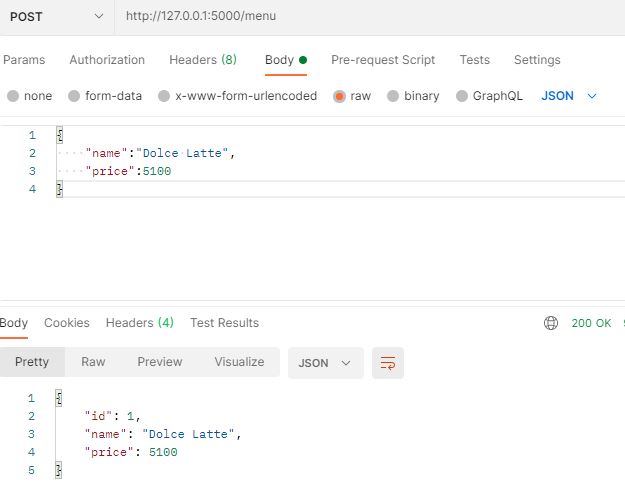 POST http://127.0.0.1:5000/menu
Params Authorization Headers (8) Body Pre-request Script Tests Settings
none form-data x-www-form-urlencoded raw binary GraphQL JSON
1 {
2 ····"name":"Dolce·Latte",
3 ····"price":5100
4 }
Body Cookies Headers (4) Test Results 200 OK
Pretty Raw Preview Visualize JSON
1 {
2 "id": 1,
3 "name": "Dolce Latte",
4 "price": 5100
5 }